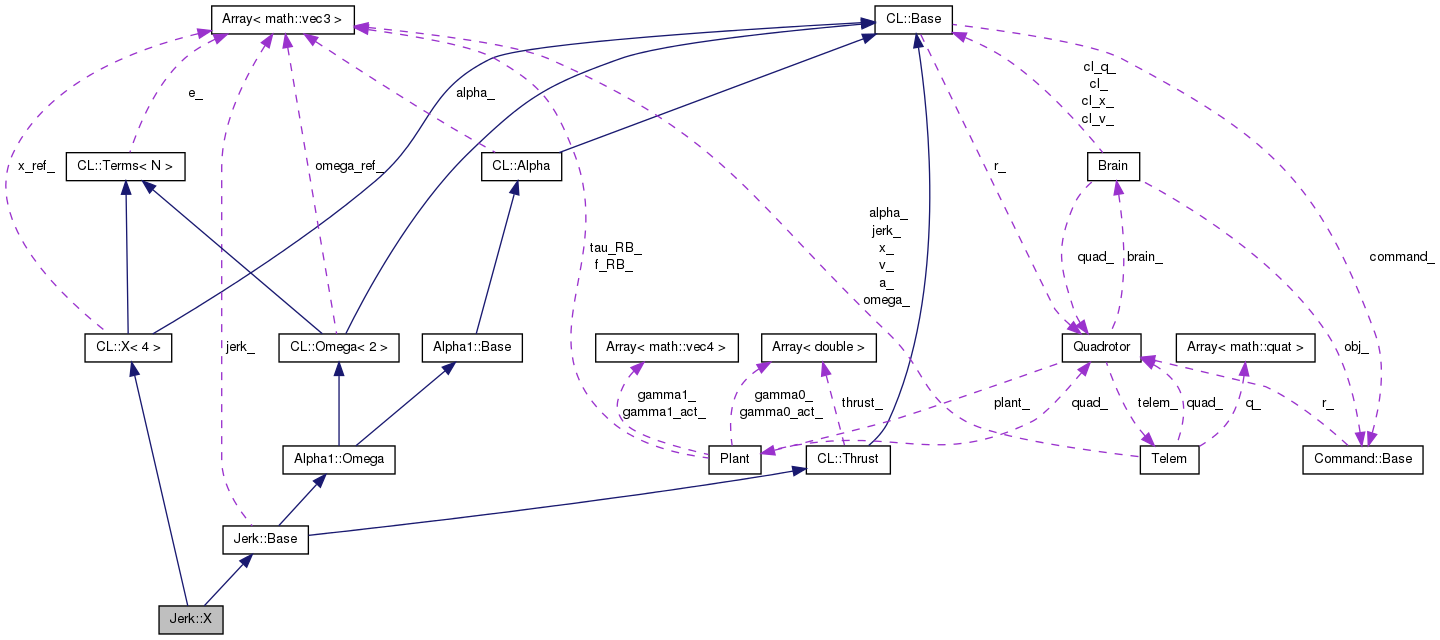 Array< math::vec3 >
CL::Base
cl_q_
cl_
cl_x_
cl_v_
e_
alpha_
x_ref_
CL::Terms< N >
omega_ref_
CL::Alpha
r_
Brain
alpha_
jerk_
x_
v_
a_
omega_
tau_RB_
f_RB_
quad_
brain_
command_
jerk_
CL::X< 4 >
CL::Omega< 2 >
Alpha1::Base
Array< math::vec4 >
Array< double >
Quadrotor
Array< math::quat >
obj_
gamma1_
gamma1_act_
gamma0_
gamma0_act_
thrust_
plant_
quad_
telem_
quad_
q_
r_
Alpha1::Omega
Plant
CL::Thrust
Telem
Command::Base
Jerk::Base
Jerk::X